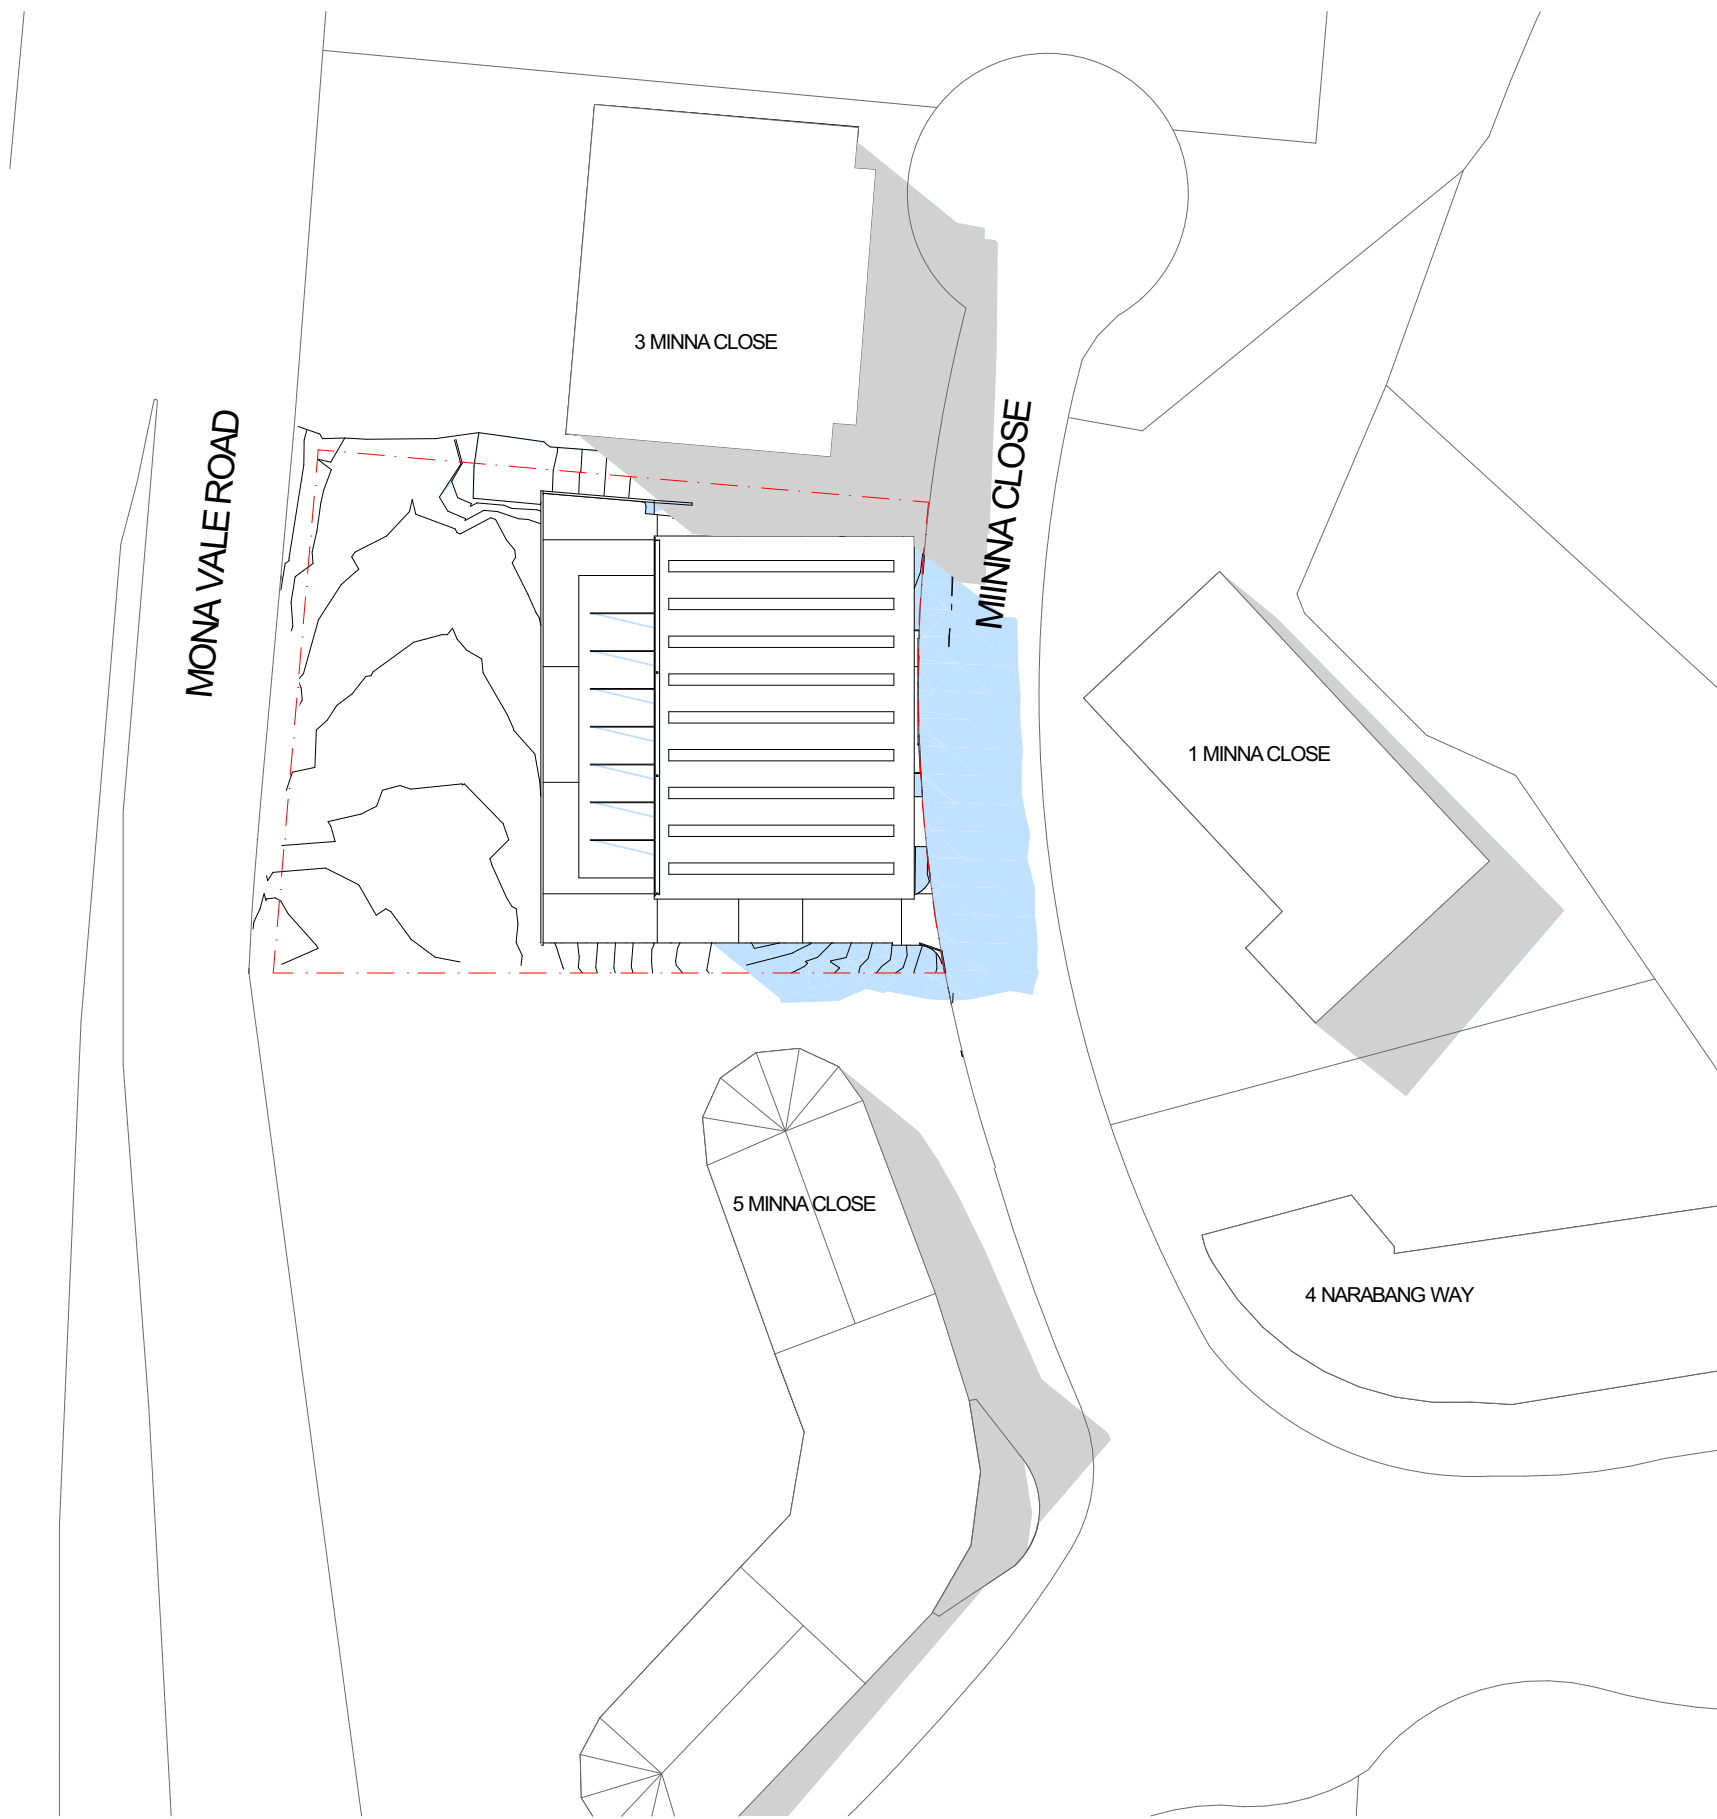 3 MINNA CLOSE
MONA VALE ROAD
MIINNA CLOSE
1 MINNA CLOSE
5 MINNA CLOSE
4 NARABANG WAY